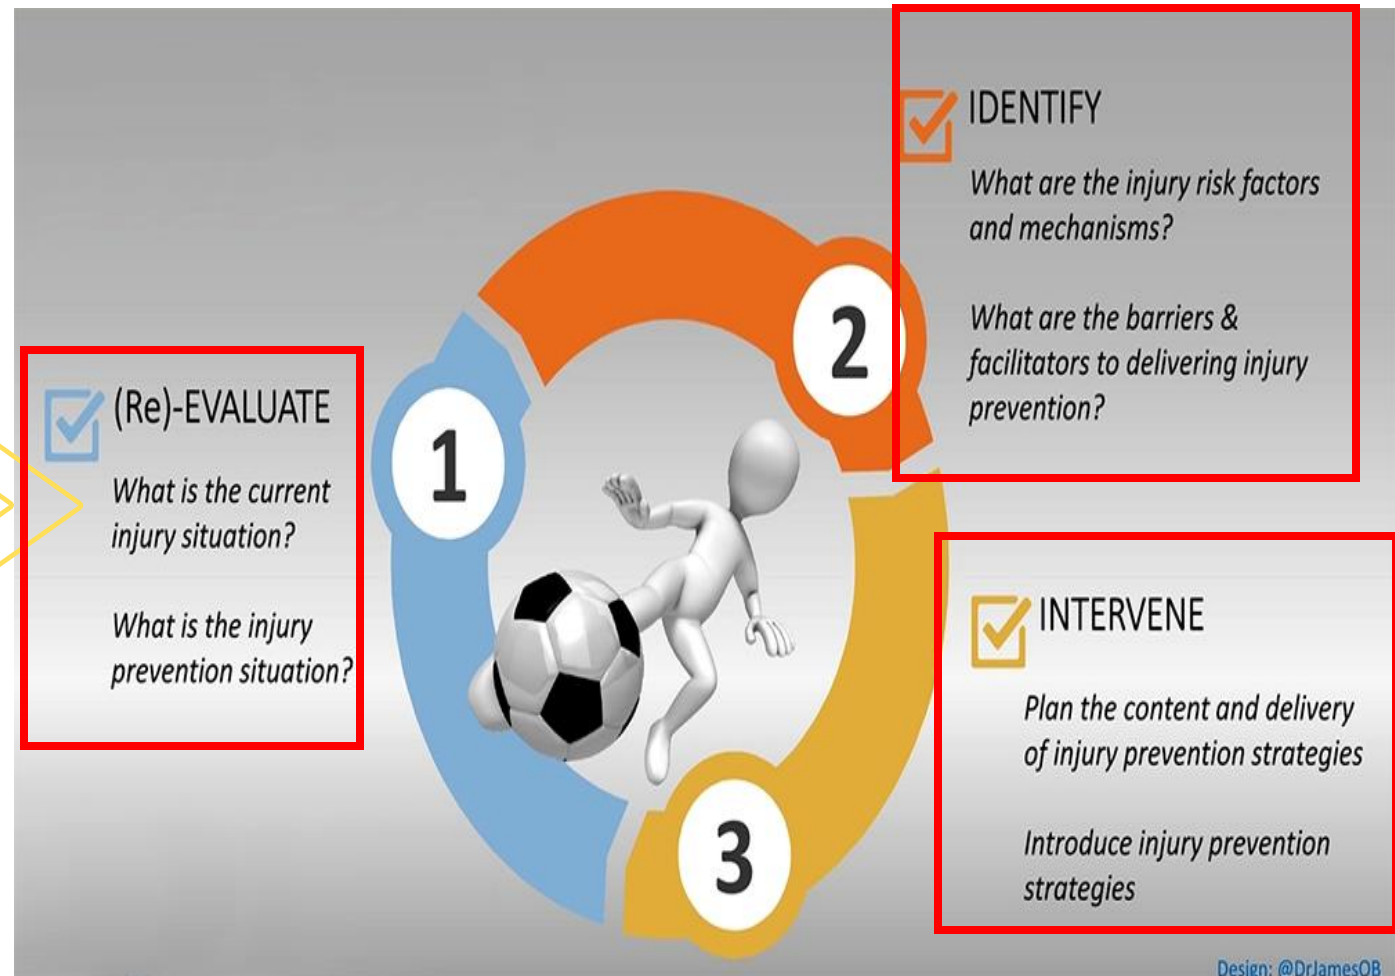 1
(Re)-EVALUATE
What is the current
injury situation?
What is the injury
prevention situation?
2
IDENTIFY
What are the injury risk factors
and mechanisms?
What are the barriers &
facilitators to delivering injury
prevention?
3
INTERVENE
Plan the content and delivery
of injury prevention strategies
Introduce injury prevention
strategies
Design: @DrJamesOB